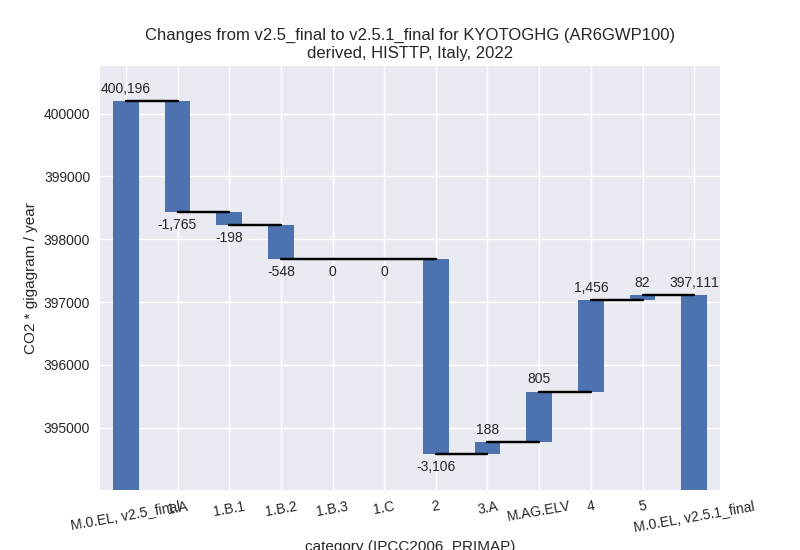 Changes from v2.5_final to v2.5.1_final for KYOTOGHG (AR6GWP100)
derived, HISTTP, Italy, 2022
CO2 * gigagram / year
400000
399000
398000
397000
396000
395000
400,196
-1,765
-198
-548
0
0
-3,106
188
805
1,456
82
397,111
M.0.EL, v2.5_final
1.A
1.B.1
1.B.2
1.B.3
1.C
2
3.A
M.AG.ELV
4
5
M.0.EL, v2.5.1_final
category (IPCC2006_PRIMAP)